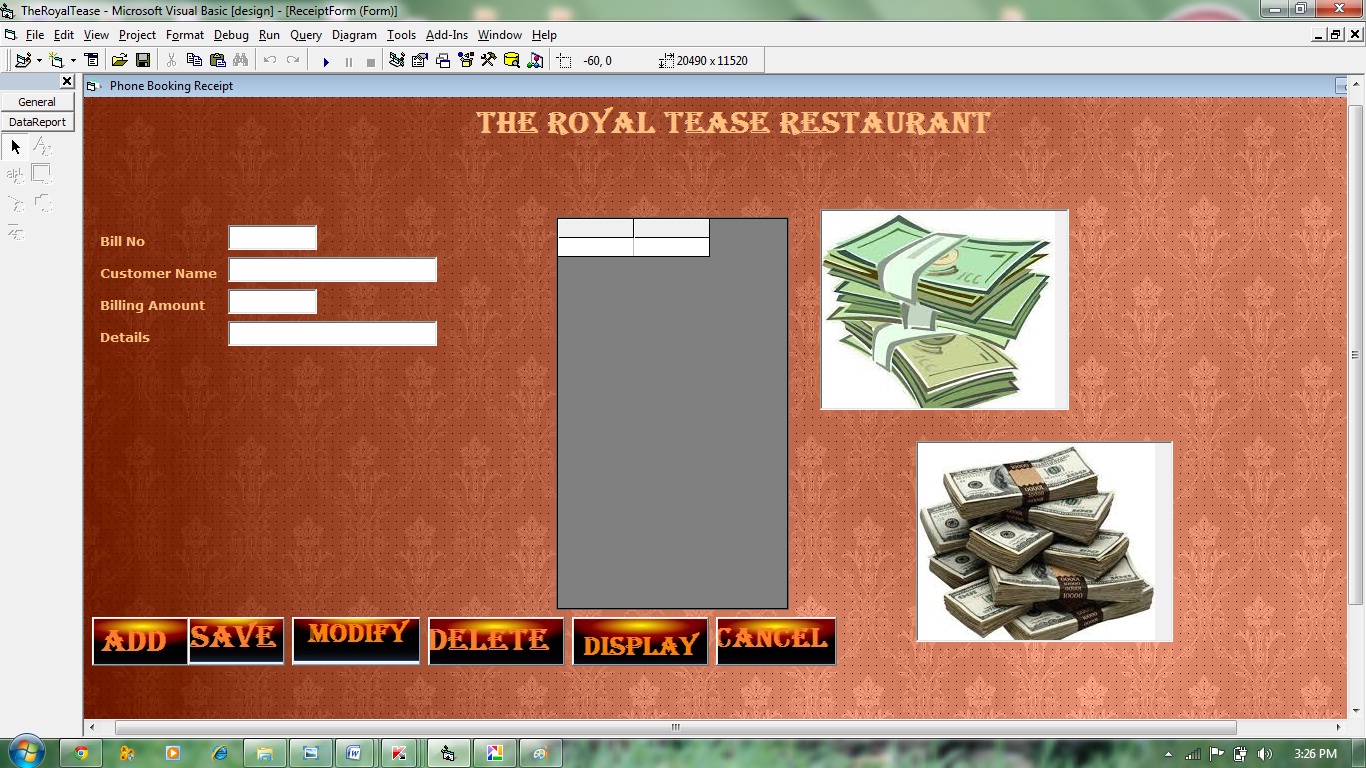 TheRoyalTease - Microsoft Visual Basic [design] - [ReceiptForm (Form)]
File Edit View Project Format Debug Run Query Diagram Tools Add-Ins Window Help
-60, 0 20490 x 11520
General
DataReport
Phone Booking Receipt
THE ROYAL TEASE RESTAURANT
Bill No
Customer Name
Billing Amount
Details
ADD SAVE MODIFY DELETE DISPLAY CANCEL
3:26 PM